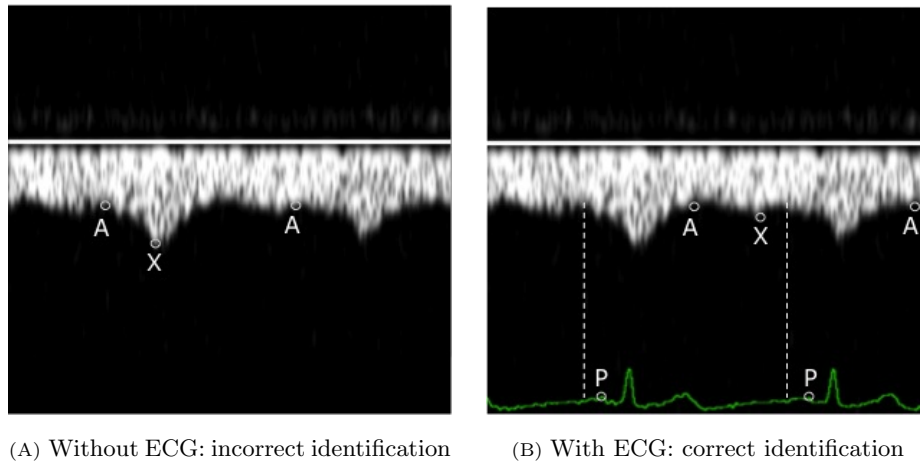 A
X
A
A
X
A
P
P
(A) Without ECG: incorrect identification
(B) With ECG: correct identification